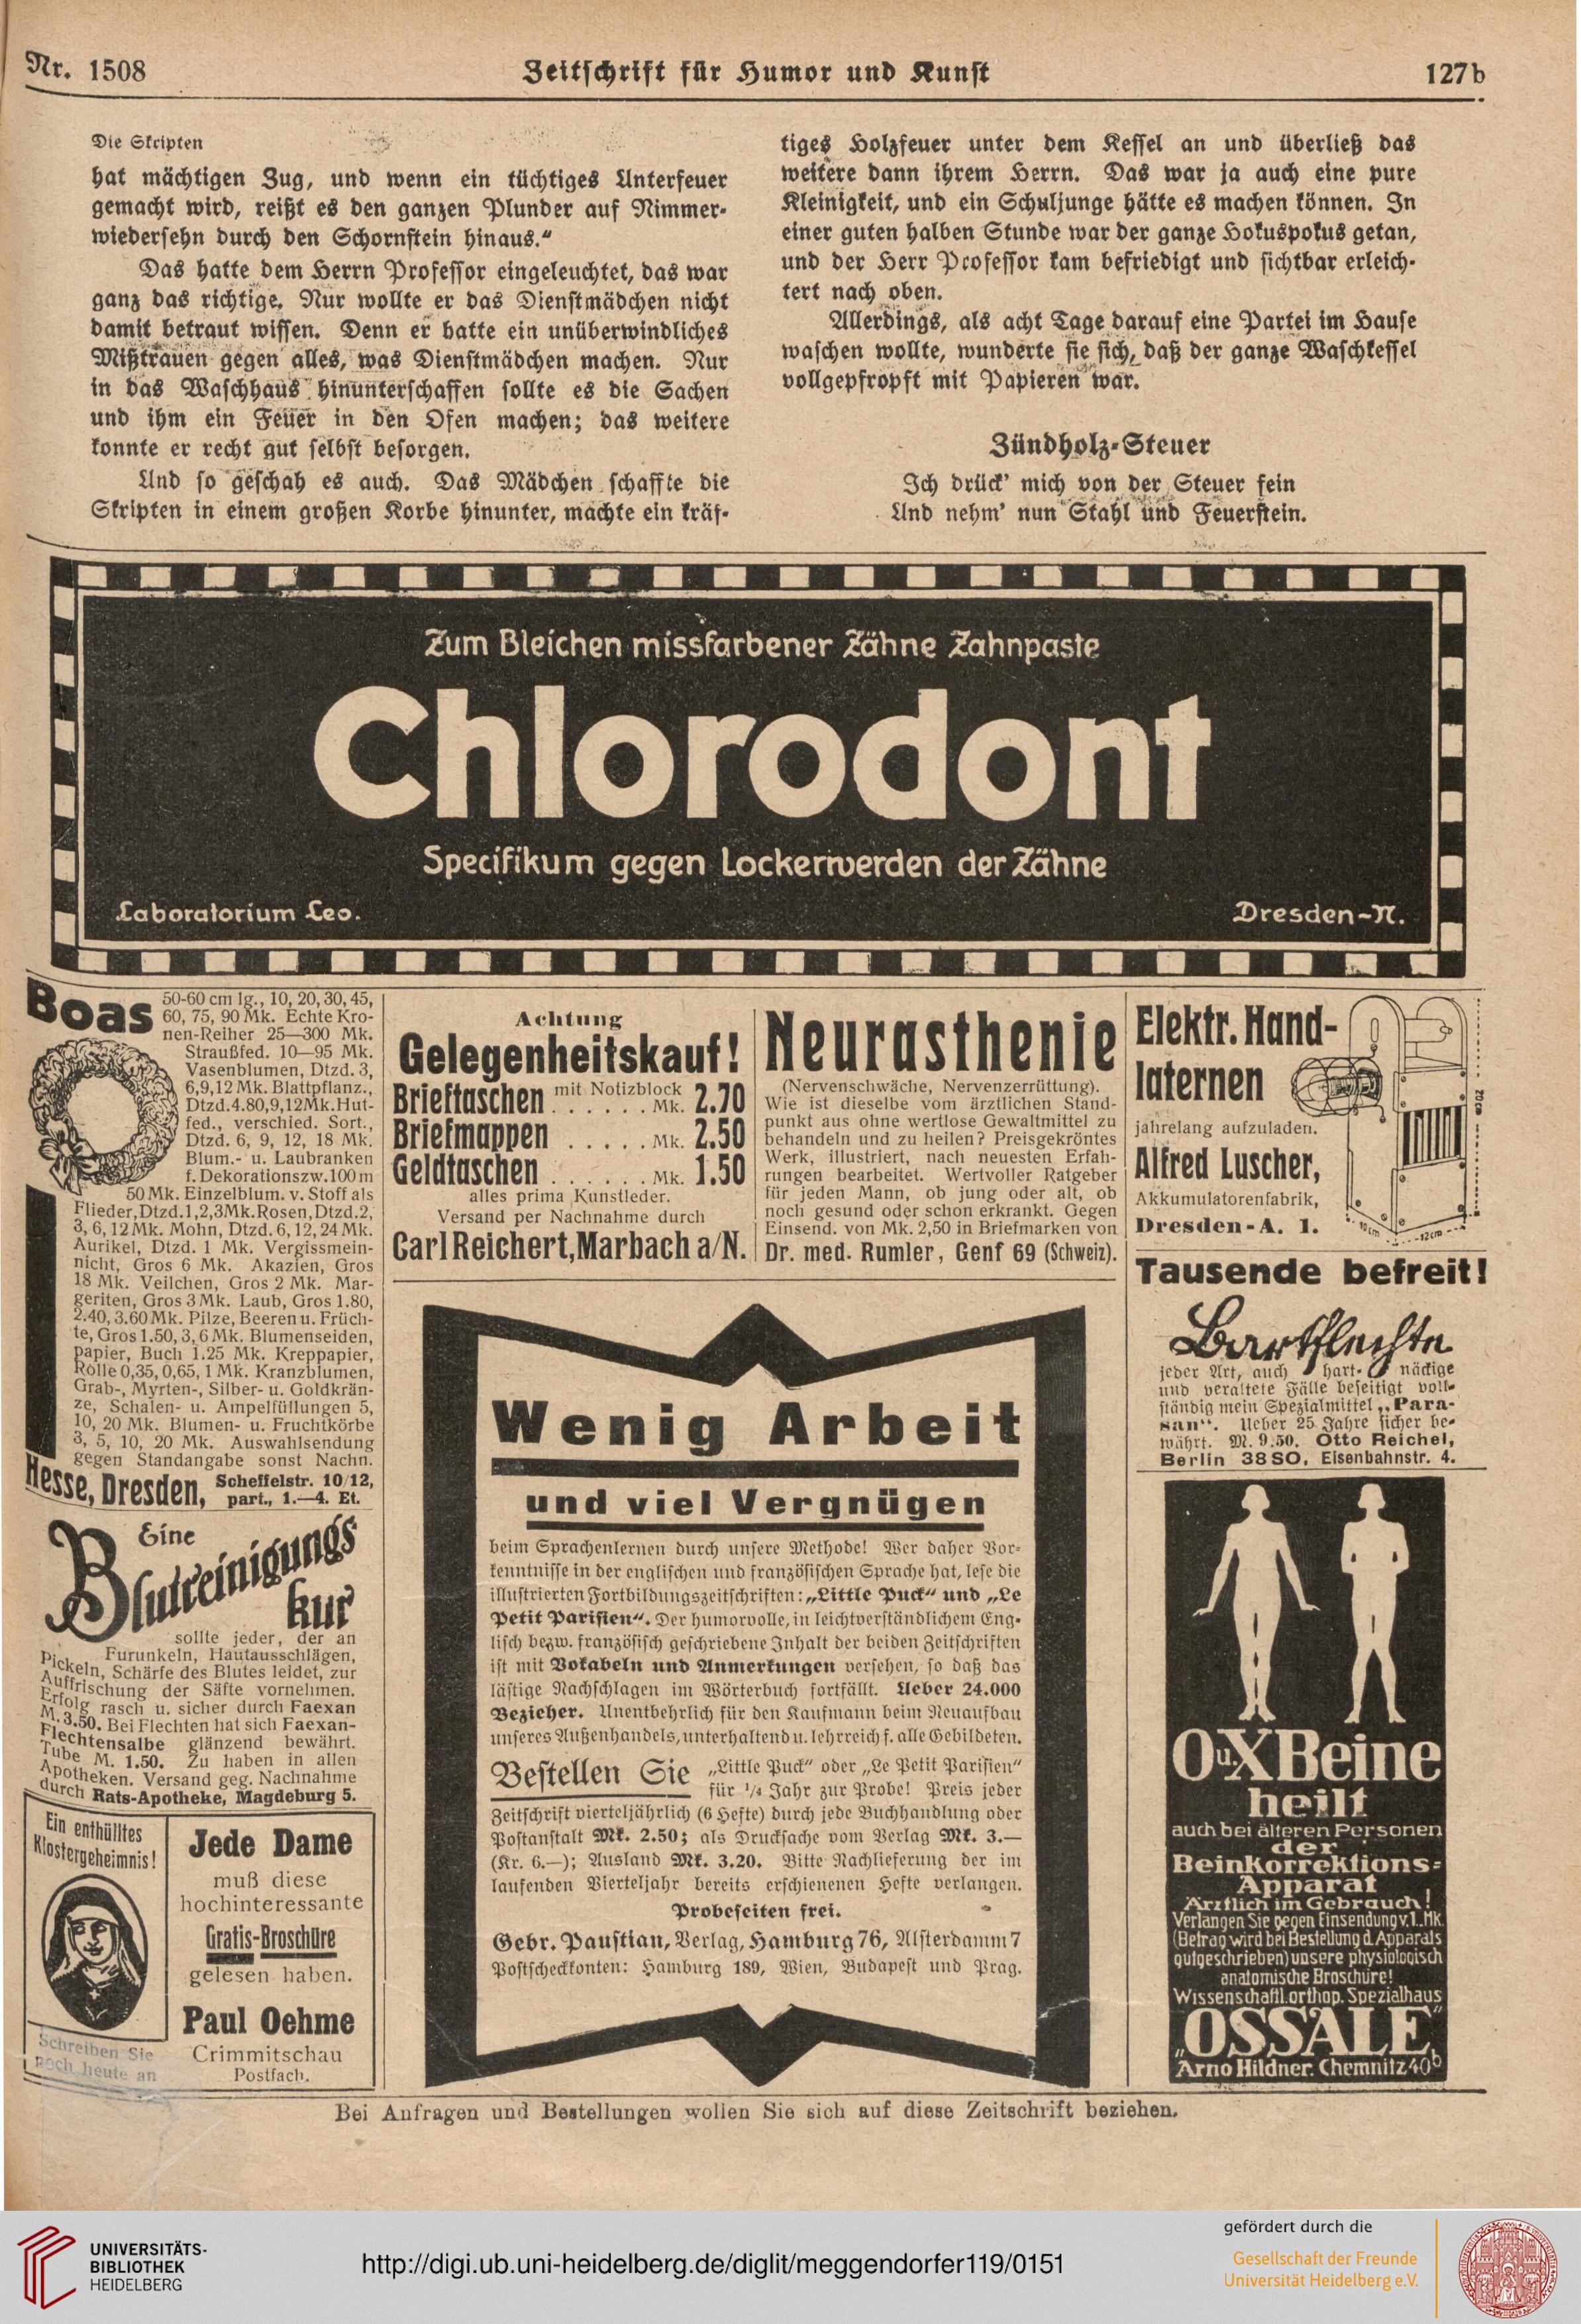 Nr. 1508
Zeitschrift für Humor und Kunst
127b
Die Skripten
hat mächtigen Zug, und wenn ein tüchtiges Unterfeuer
gemacht wird, reißt es den ganzen Plunder auf Nimmer-
wiedersehn durch den Schornstein hinaus.“
Das hatte dem Herrn Professor eingeleuchtet, das war
ganz das richtige. Nur wollte er das Dienstmädchen nicht
damit betraut wissen. Denn er hatte ein unüberwindliches
Mißtrauen gegen alles, was Dienstmädchen machen. Nur
in das Waschhaus hinunterschaffen sollte es die Sachen
und ihm ein Feuer in den Ofen machen; das weitere
konnte er recht gut selbst besorgen.
Und so geschah es auch. Das Mädchen schaffte die
Skripten in einem großen Korbe hinunter, machte ein kräf-
tiges Holzfeuer unter dem Kessel an und überließ das
weitere dann ihrem Herrn. Das war ja auch eine pure
Kleinigkeit, und ein Schuljunge hätte es machen können. In
einer guten halben Stunde war der ganze Hokuspokus getan,
und der Herr Professor kam befriedigt und sichtbar erleich-
tert nach oben.
Allerdings, als acht Tage darauf eine Partei im Hause
waschen wollte, wunderte sie sich, daß der ganze Waschkessel
vollgepfropft mit Papieren war.
Zündholz-Steuer
Ich drück’ mich von der Steuer fein
Und nehm’ nun Stahl und Feuerstein.
Zum Bleichen missfarbener Zähne Zahnpaste
Chlorodont
Specifikum gegen Lockerwerden der Zähne
Laboratorium Leo.
Dresden-N.
Boas
50-60 cm lg., 10, 20, 30, 45,
60, 75, 90 Mk. Echte Kro-
nen-Reiher 25—300 Mk.
Straußfed. 10—95 Mk.
Vasenblumen, Dtzd. 3,
6,9,12 Mk. Blattpflanz.,
Dtzd.4.80,9,12Mk.Hut-
fed., verschied. Sort.,
Dtzd. 6, 9, 12, 18 Mk.
Blum.- u. Laubranken
f. Dekorationszw. 100 m
50 Mk. Einzelblum. v. Stoff als
Flieder,Dtzd.1,2,3Mk.Rosen,Dtzd.2,
3, 6, 12 Mk. Mohn, Dtzd. 6, 12, 24 Mk.
Aurikel, Dtzd. 1 Mk. Vergissmein-
nicht, Gros 6 Mk. Akazien, Gros
18 Mk. Veilchen, Gros 2 Mk. Mar-
geriten, Gros 3 Mk. Laub, Gros 1.80,
2.40, 3.60 Mk. Pilze, Beeren u. Früch-
te, Gros 1.50, 3, 6 Mk. Blumenseiden,
papier, Buch 1.25 Mk. Kreppapier,
Rolle 0,35, 0,65, 1 Mk. Kranzblumen,
Grab-, Myrten-, Silber- u. Goldkrän-
ze, Schalen- u. Ampelfüllungen 5,
10, 20 Mk. Blumen- u. Fruchtkörbe
3, 5, 10, 20 Mk. Auswahlsendung
gegen Standangabe sonst Nachn.
Hesse, Dresden, Scheffelstr. 10/12,
part., 1.—4. Et.
Eine
Blutreinigungs
kur
sollte jeder, der an
Furunkeln, Hautausschlägen,
Pickeln, Schärfe des Blutes leidet, zur
Auffrischung der Säfte vornehmen.
Erfolg rasch u. sicher durch Faexan
M. 3.50. Bei Flechten hat sich Faexan-
Flechtensalbe glänzend bewährt.
Tube M. 1.50. Zu haben in allen
Apotheken. Versand geg. Nachnahme
durch Rats-Apotheke, Magdeburg 5.
Ein enthülltes
Klostergeheimnis!
Schreiben Sie
noch heute an
Jede Dame
muß diese
hochinteressante
Gratis-Broschüre
gelesen haben.
Paul Oehme
Crimmitschau
Postfach.
Achtung
Gelegenheitskauf!
Brieftaschen mit Notizblock ...... Mk. 2.70
Briefmappen ..... Mk. 2.50
Geldtaschen ...... Mk. 1.50
alles prima Kunstleder.
Versand per Nachnahme durch
Carl Reichert, Marbach a/N.
Neurasthenie
(Nervenschwäche, Nervenzerrüttung).
Wie ist dieselbe vom ärztlichen Stand-
punkt aus ohne wertlose Gewaltmittel zu
behandeln und zu heilen? Preisgekröntes
Werk, illustriert, nach neuesten Erfah-
rungen bearbeitet. Wertvoller Ratgeber
für jeden Mann, ob jung oder alt, ob
noch gesund oder schon erkrankt. Gegen
Einsend. von Mk. 2,50 in Briefmarken von
Dr. med. Rumler, Genf 69 (Schweiz).
Wenig Arbeit
und viel Vergnügen
beim Sprachenlernen durch unsere Methode! Wer daher Vor-
kenntnisse in der englischen und französischen Sprache hat, lese die
illustrierten Fortbildungszeitschriften: „Little Puck“ und „Le
Petit Parisien“. Der humorvolle, in leichtverständlichem Eng-
lisch bezw. französisch geschriebene Inhalt der beiden Zeitschriften
ist mit Vokabeln und Anmerkungen versehen, so daß das
lästige Nachschlagen im Wörterbuch fortfällt. Ueber 24.000
Bezieher. Unentbehrlich für den Kaufmann beim Neuaufbau
unseres Außenhandels, unterhaltend u. lehrreich f. alle Gebildeten.
Bestellen Sie „Little Puck“ oder „Le Petit Parisien“
für 1/4 Jahr zur Probe! Preis jeder
Zeitschrift vierteljährlich (6 Hefte) durch jede Buchhandlung oder
Postanstalt Mk. 2.50; als Drucksache vom Verlag Mk. 3.—
(Kr. 6.—); Ausland Mk. 3.20. Bitte Nachlieferung der im
laufenden Vierteljahr bereits erschienenen Hefte verlangen.
Probeseiten frei.
Gebr. Paustian, Verlag, Hamburg 76, Alsterdamm 7
Postscheckkonten: Hamburg 189, Wien, Budapest und Prag.
Elektr. Hand-
laternen
jahrelang aufzuladen.
Alfred Luscher,
Akkumulatorenfabrik,
Dresden-A. 1.
20 cm
10 cm
12 cm
Tausende befreit!
Bartflechte
jeder Art, auch hart- näckige
und veraltete Fälle beseitigt voll-
ständig mein Spezialmittel „Para-
san“. Ueber 25 Jahre sicher be-
währt. M. 9.50. Otto Reichel,
Berlin 38 SO, Eisenbahnstr. 4.
O u. X Beine
heilt
auch bei älteren Personen
der
Beinkorrektions-
Apparat
Ärztlich im Gebrauch!
Verlangen Sie gegen Einsendung v. 1.. Mk
(Betrag wird bei Bestellung d. Apparats
gutgeschrieben) unsere physiologisch
anatomische Broschüre!
Wissenschaftl. orthop. Spezialhaus
„OSSALE“
Arno Hildner. Chemnitz 40b
Bei Anfragen und Bestellungen wollen Sie sich auf diese Zeitschrift beziehen.
UNIVERSITÄTS-
BIBLIOTHEK
HEIDELBERG
http://digi.ub.uni-heidelberg.de/diglit/meggendorfer119/0151
gefördert durch die
Gesellschaft der Freunde
Universität Heidelberg e.V.